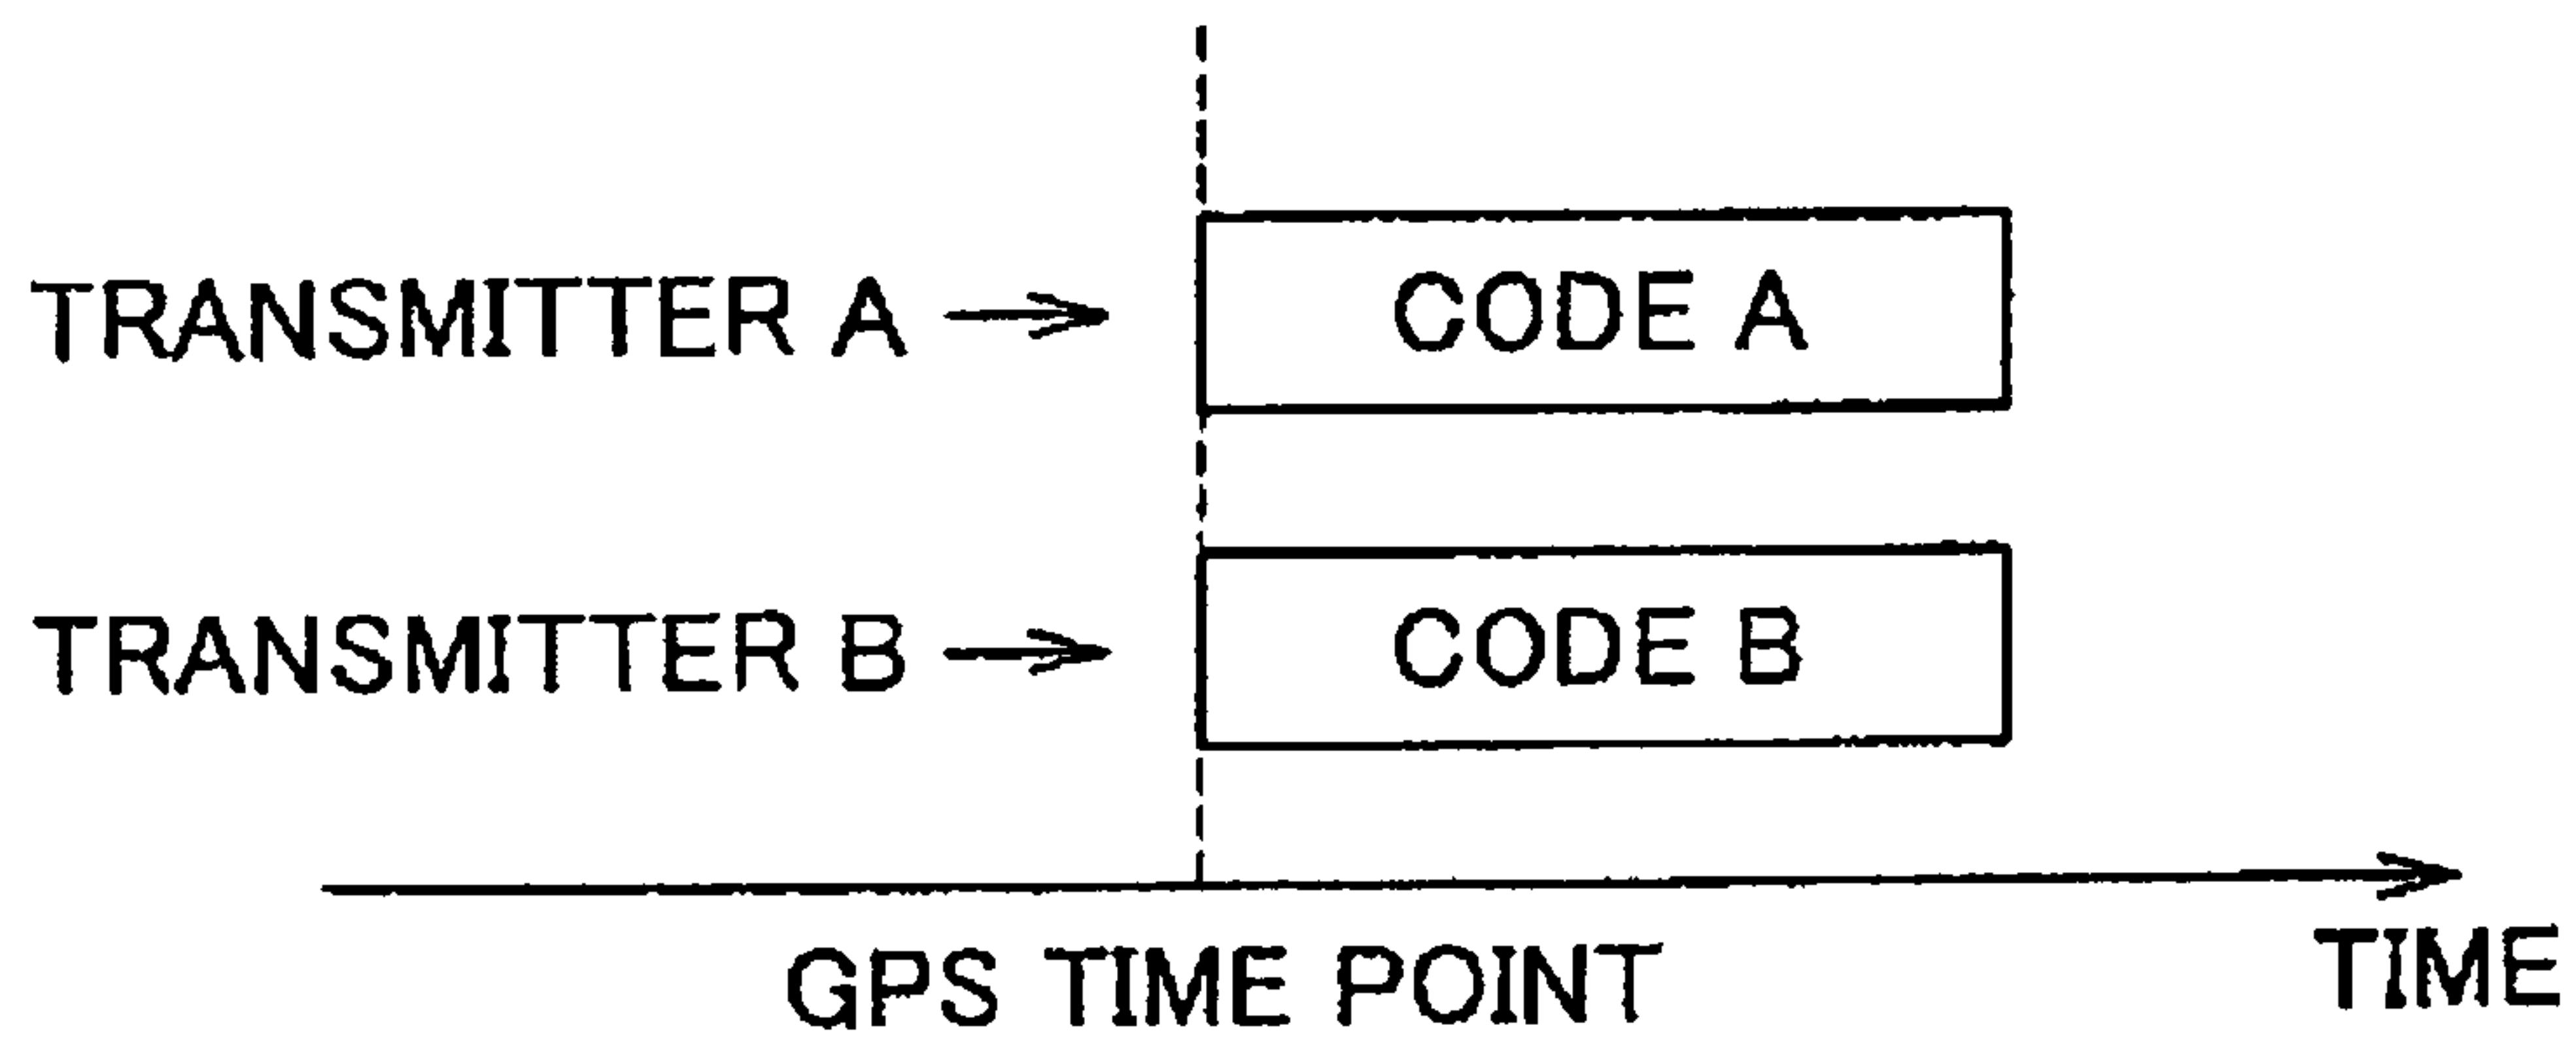 TRANSMITTER A → CODE A
TRANSMITTER B → CODE B
GPS TIME POINT
TIME